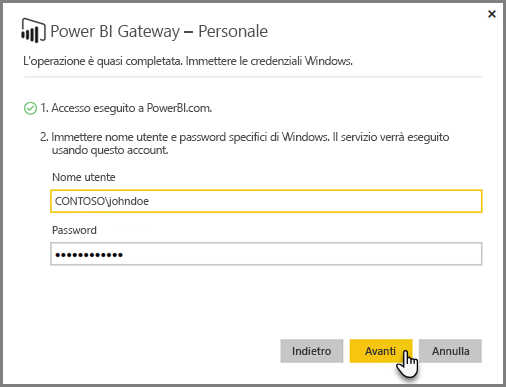 Power BI Gateway – Personale
L'operazione è quasi completata. Immettere le credenziali Windows.
1. Accesso eseguito a PowerBI.com.
2. Immettere nome utente e password specifici di Windows. Il servizio verrà eseguito
usando questo account.
Nome utente
CONTOSO\johndoe
Password
••••••••••••
Indietro Avanti Annulla